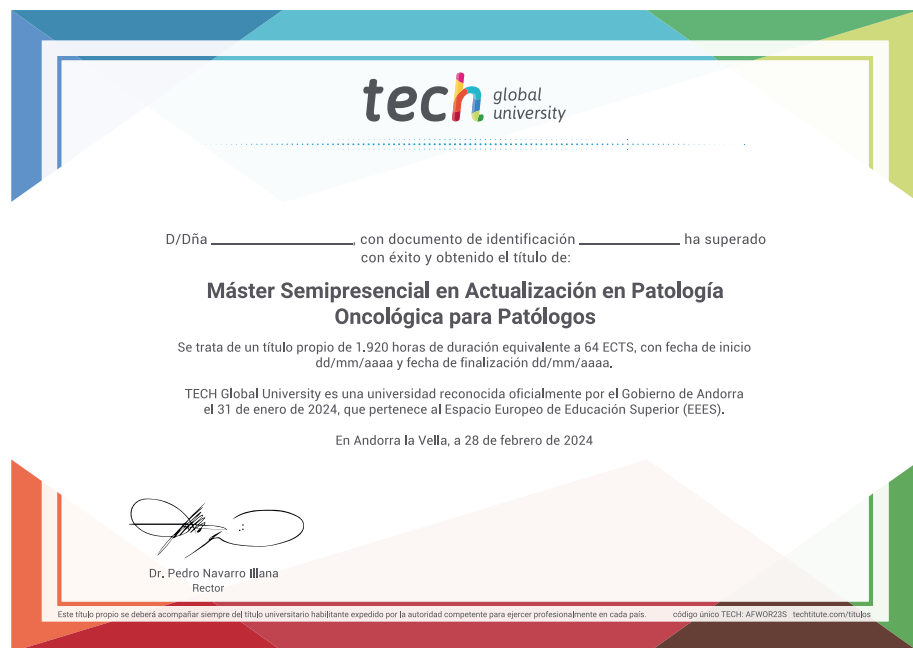 tech global university
D/Dña ________________, con documento de identificación ____________ ha superado
con éxito y obtenido el título de:
Máster Semipresencial en Actualización en Patología
Oncológica para Patólogos
Se trata de un título propio de 1.920 horas de duración equivalente a 64 ECTS, con fecha de inicio
dd/mm/aaaa y fecha de finalización dd/mm/aaaa.
TECH Global University es una universidad reconocida oficialmente por el Gobierno de Andorra
el 31 de enero de 2024, que pertenece al Espacio Europeo de Educación Superior (EEES).
En Andorra la Vella, a 28 de febrero de 2024
Dr. Pedro Navarro Illana
Rector
Este título propio se deberá acompañar siempre del título universitario habilitante expedido por la autoridad competente para ejercer profesionalmente en cada país. código único TECH: AFWOR23S techtitute.com/titulos